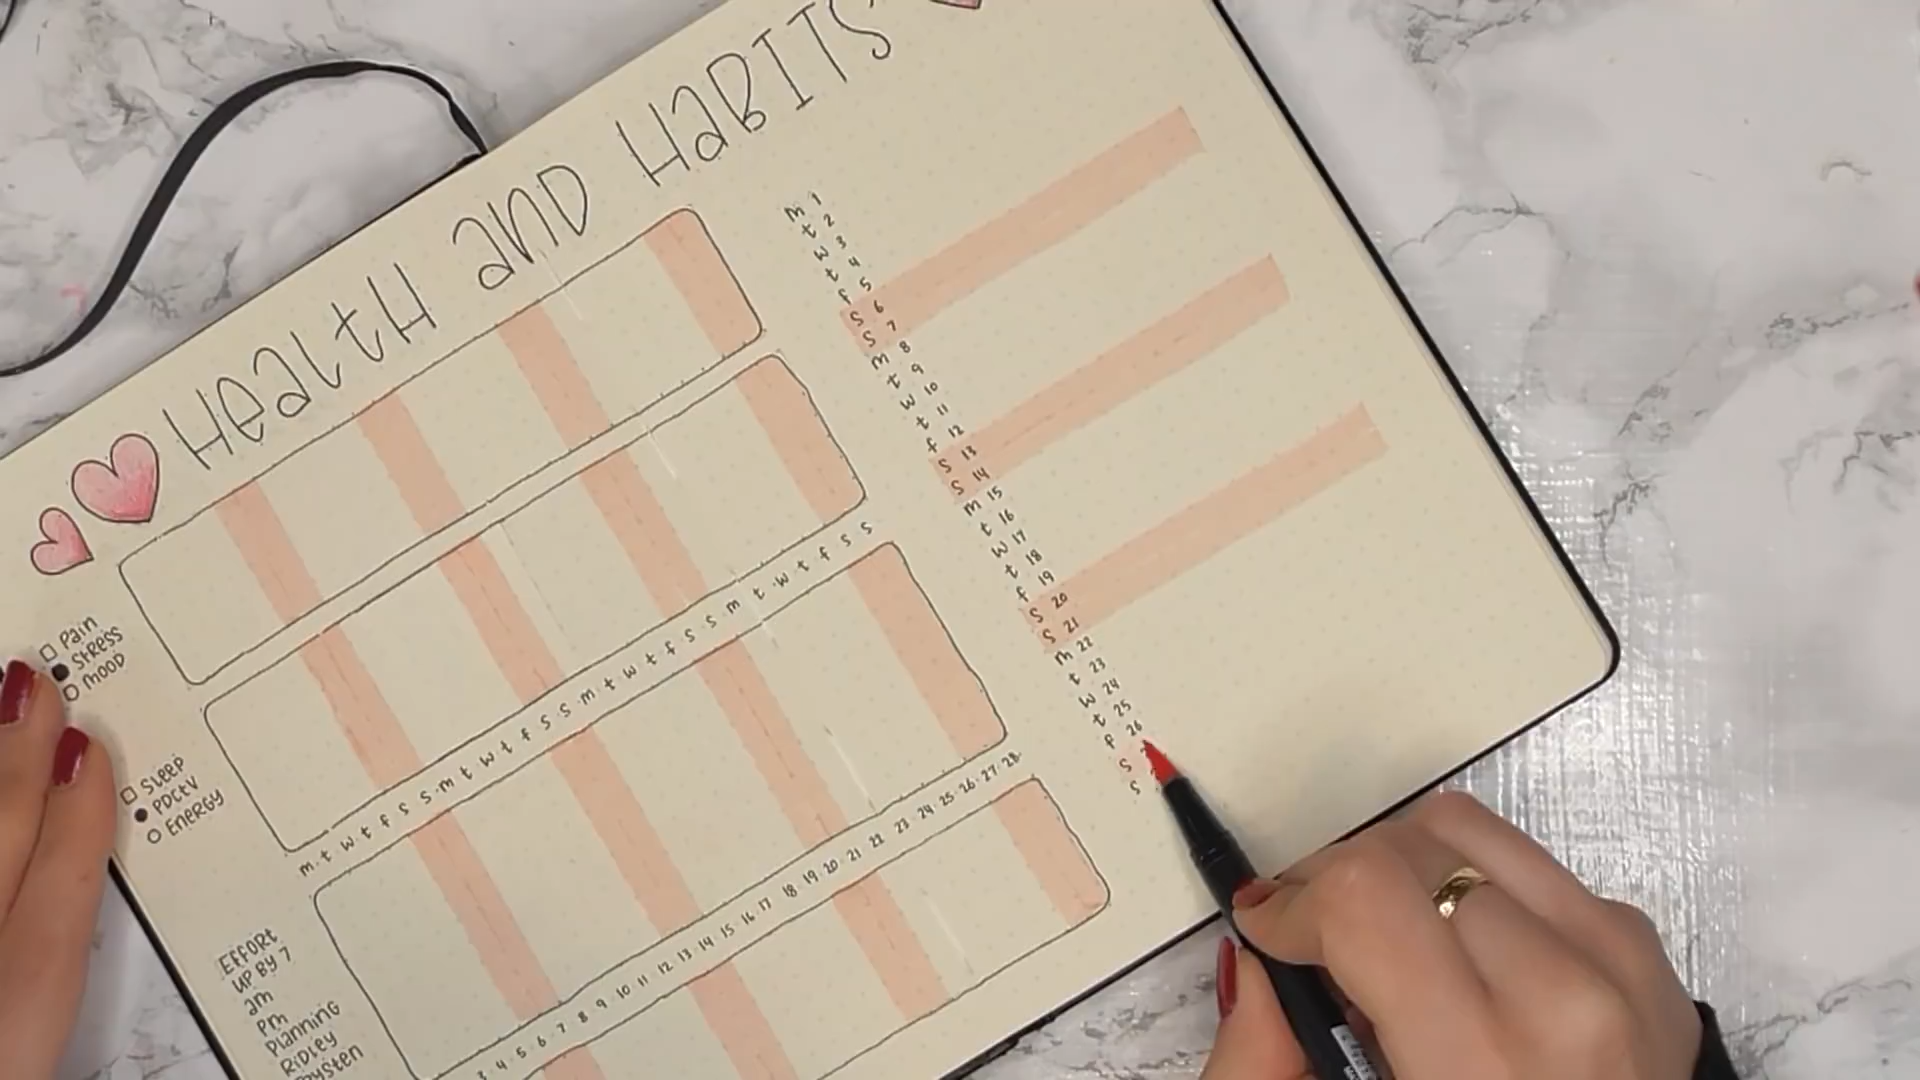 Health and Habits
Pain
Stress
Mood
Sleep
PDCTV
Energy
m t w t f s s m t w t f s s m t w t f s s m t w t f s s
Effort
up by 7
am
pm
Planning
Ridley
4 5 6 7 8 9 10 11 12 13 14 15 16 17 18 19 20 21 22 23 24 25 26 27 28
m 1
t 2
w 3
t 4
f 5
s 6
s 7
m 8
t 9
w 10
t 11
f 12
s 13
s 14
m 15
t 16
w 17
t 18
f 19
s 20
s 21
m 22
t 23
w 24
t 25
f 26
s
s